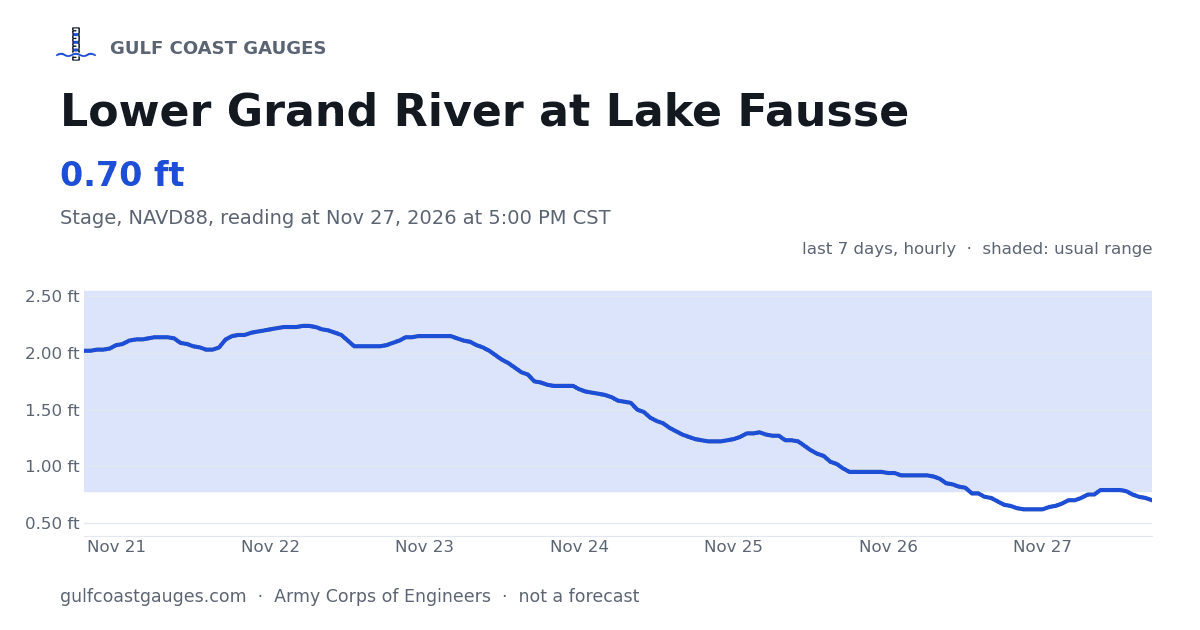 GULF COAST GAUGES
Lower Grand River at Lake Fausse
0.70 ft
Stage, NAVD88, reading at Nov 27, 2026 at 5:00 PM CST
last 7 days, hourly · shaded: usual range
2.50 ft
2.00 ft
1.50 ft
1.00 ft
0.50 ft
Nov 21 Nov 22 Nov 23 Nov 24 Nov 25 Nov 26 Nov 27
gulfcoastgauges.com · Army Corps of Engineers · not a forecast